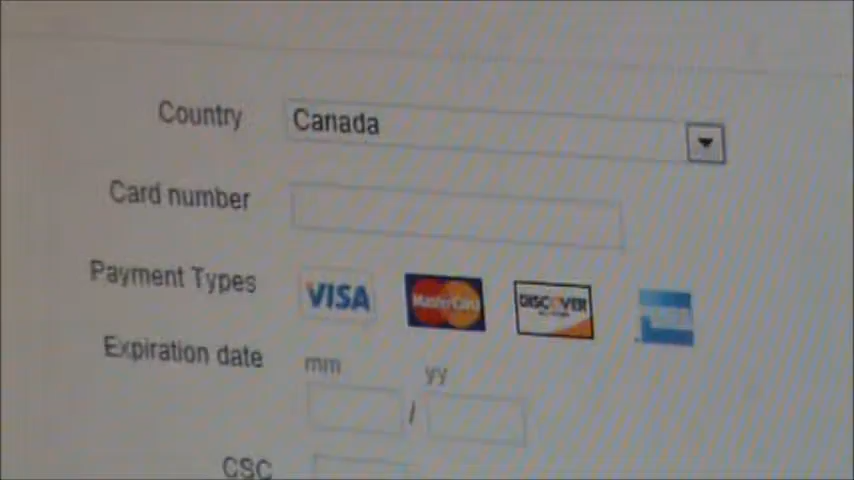 Country Canada
Card number
Payment Types VISA MasterCard DISCOVER
Expiration date mm yy
/
CSC